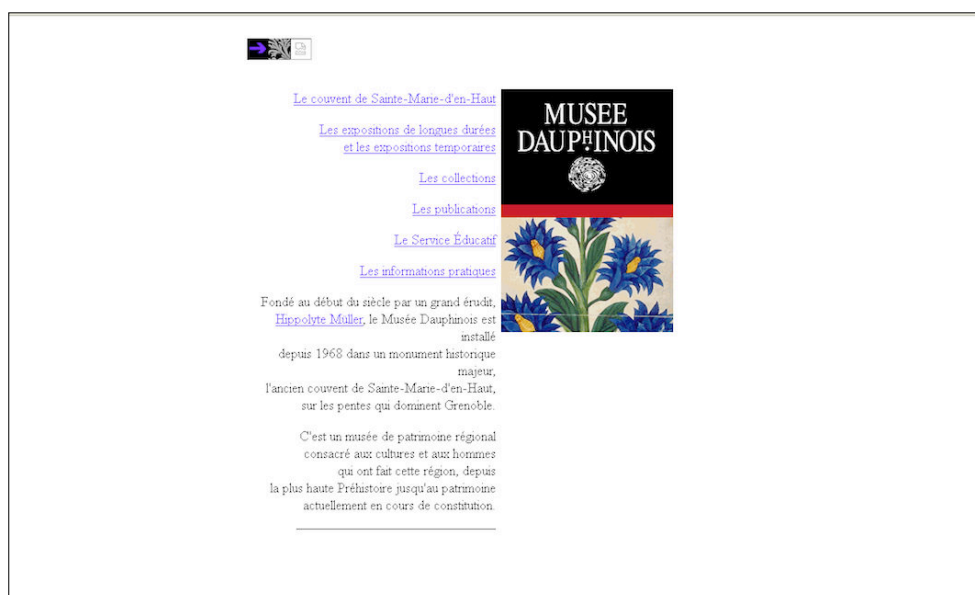 Le couvent de Sainte-Marie-d'en-Haut
Les expositions de longues durées
et les expositions temporaires
Les collections
Les publications
Le Service Éducatif
Les informations pratiques
Fondé au début du siècle par un grand érudit,
Hippolyte Müller, le Musée Dauphinois est
installé
depuis 1968 dans un monument historique
majeur,
l'ancien couvent de Sainte-Marie-d'en-Haut,
sur les pentes qui dominent Grenoble.
C'est un musée de patrimoine régional
consacré aux cultures et aux hommes
qui ont fait cette région, depuis
la plus haute Préhistoire jusqu'au patrimoine
actuellement en cours de constitution.
MUSEE
DAUPHINOIS